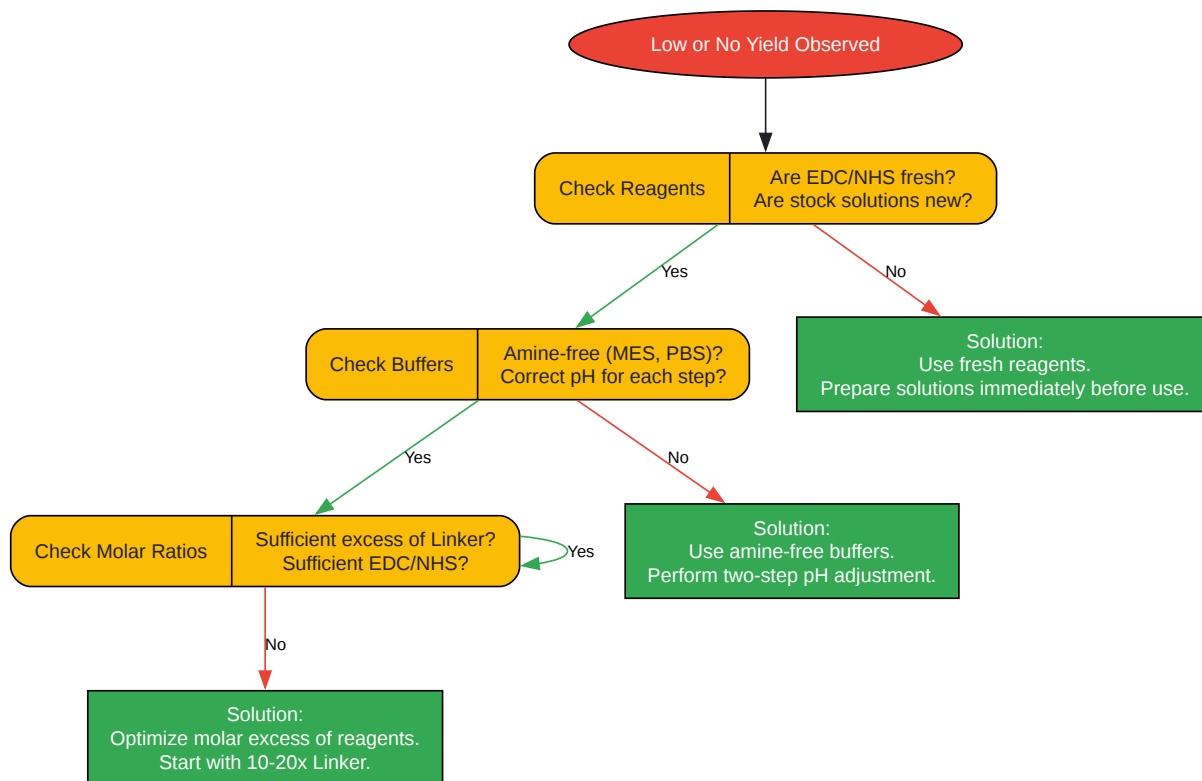 Low or No Yield Observed
Check Reagents
Are EDC/NHS fresh?
Are stock solutions new?
Yes
No
Check Buffers
Amine-free (MES, PBS)?
Correct pH for each step?
Solution:
Use fresh reagents.
Prepare solutions immediately before use.
Yes
No
Check Molar Ratios
Sufficient excess of Linker?
Sufficient EDC/NHS?
Yes
Solution:
Use amine-free buffers.
Perform two-step pH adjustment.
No
Solution:
Optimize molar excess of reagents.
Start with 10-20x Linker.